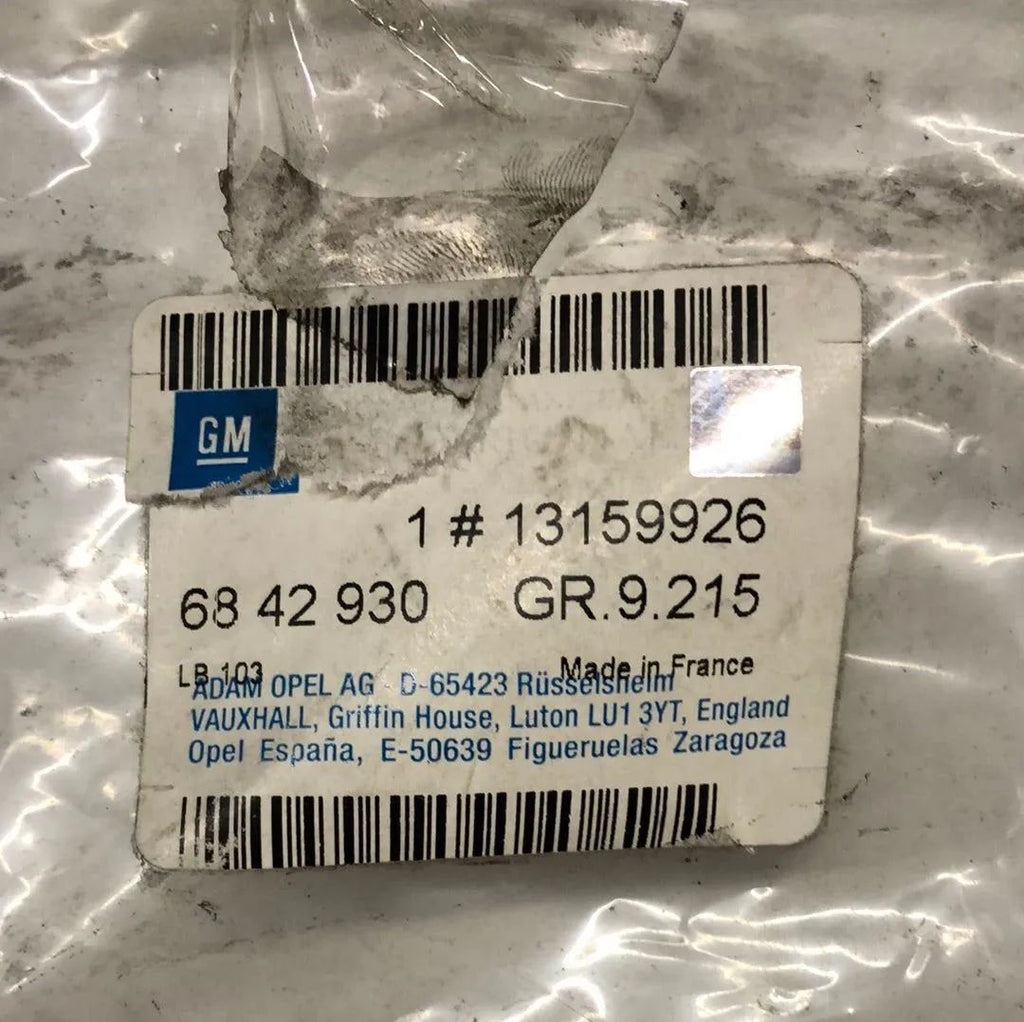 GM
1 # 13159926
68 42 930 GR.9.215
LB 103 Made in France
ADAM OPEL AG - D-65423 Rüsselsheim
VAUXHALL, Griffin House, Luton LU1 3YT, England
Opel España, E-50639 Figueruelas Zaragoza